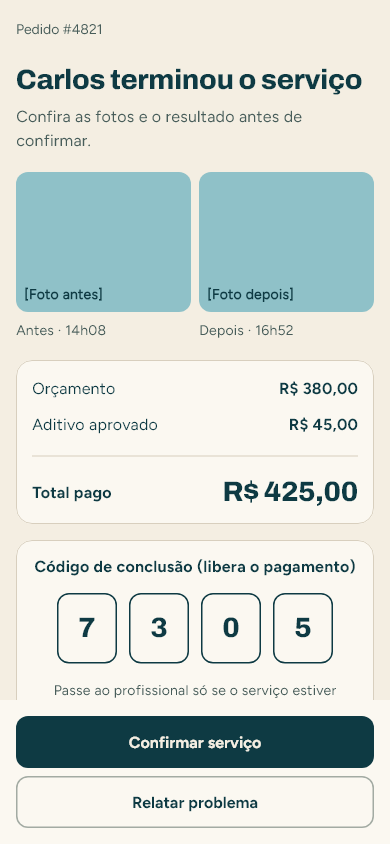 Pedido #4821
Carlos terminou o serviço
Confira as fotos e o resultado antes de
confirmar.
[Foto antes]
[Foto depois]
Antes · 14h08
Depois · 16h52
Orçamento R$ 380,00
Aditivo aprovado R$ 45,00
Total pago R$ 425,00
Código de conclusão (libera o pagamento)
7 3 0 5
Passe ao profissional só se o serviço estiver
Confirmar serviço
Relatar problema